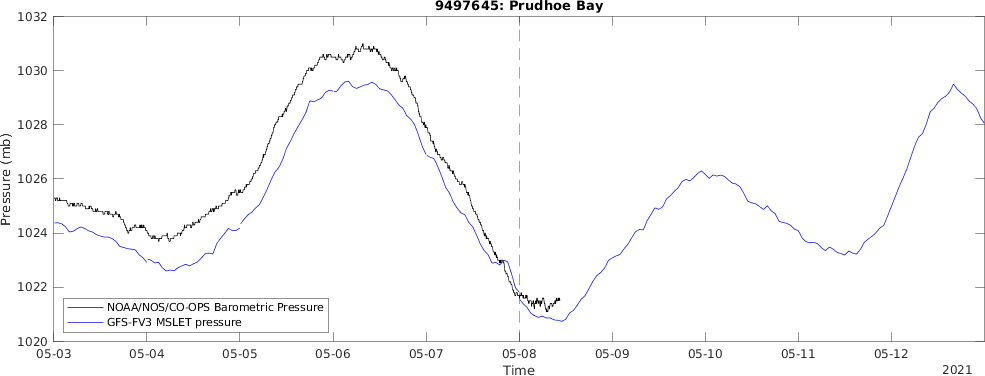 9497645: Prudhoe Bay
1032
1030
1028
1026
1024
1022
1020
Pressure (mb)
NOAA/NOS/CO-OPS Barometric Pressure
GFS-FV3 MSLET pressure
05-03 05-04 05-05 05-06 05-07 05-08 05-09 05-10 05-11 05-12
Time
2021